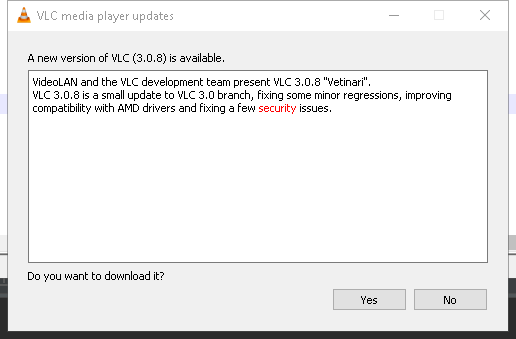 VLC media player updates
A new version of VLC (3.0.8) is available.
VideoLAN and the VLC development team present VLC 3.0.8 "Vetinari".
VLC 3.0.8 is a small update to VLC 3.0 branch, fixing some minor regressions, improving
compatibility with AMD drivers and fixing a few security issues.
Do you want to download it?
Yes No